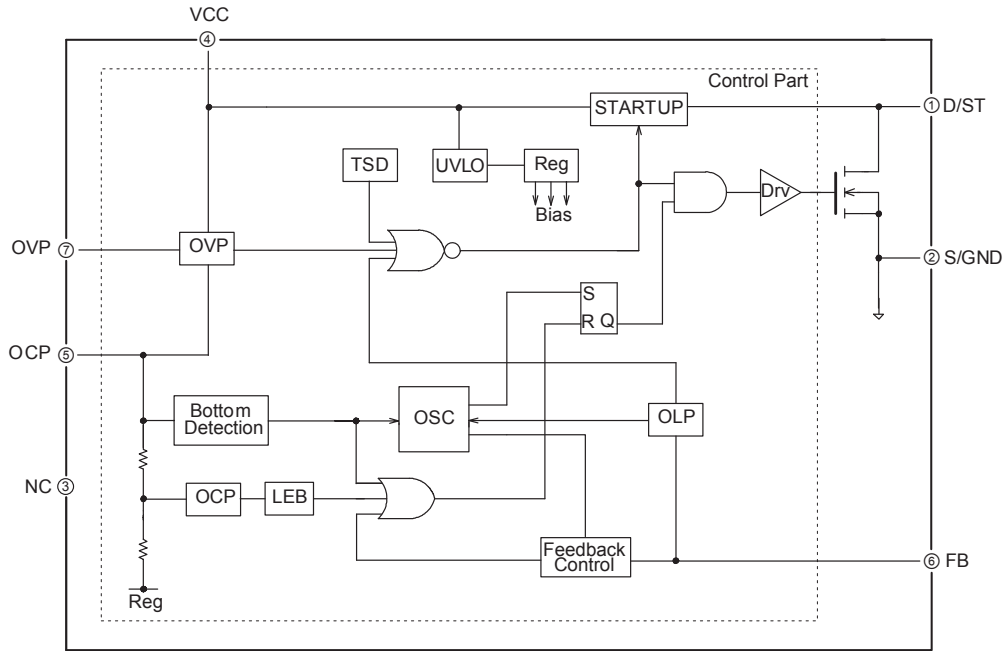 VCC
④
Control Part
STARTUP
① D/ST
TSD
UVLO
Reg
Bias
Drv
OVP ⑦
OVP
② S/GND
S
R Q
OCP ⑤
Bottom
Detection
OSC
OLP
NC ③
OCP
LEB
Feedback
Control
⑥ FB
Reg